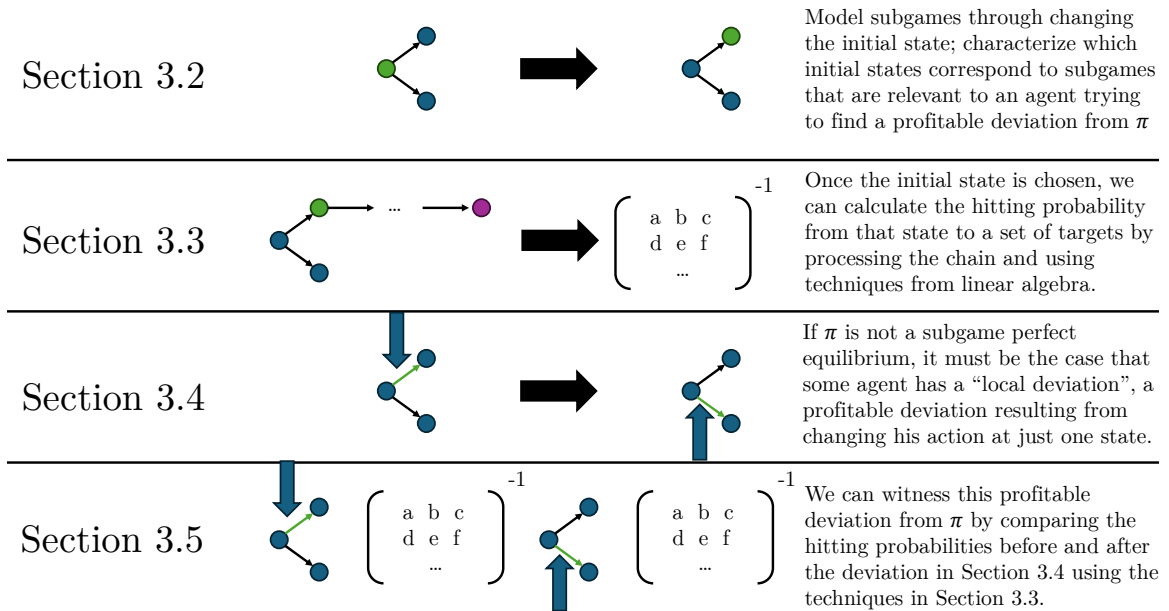 Section 3.2
Model subgames through changing
the initial state; characterize which
initial states correspond to subgames
that are relevant to an agent trying
to find a profitable deviation from π
Section 3.3
...
-1
a b c
d e f
...
Once the initial state is chosen, we
can calculate the hitting probability
from that state to a set of targets by
processing the chain and using
techniques from linear algebra.
Section 3.4
If π is not a subgame perfect
equilibrium, it must be the case that
some agent has a “local deviation”, a
profitable deviation resulting from
changing his action at just one state.
Section 3.5
-1
a b c
d e f
...
-1
a b c
d e f
...
We can witness this profitable
deviation from π by comparing the
hitting probabilities before and after
the deviation in Section 3.4 using the
techniques in Section 3.3.